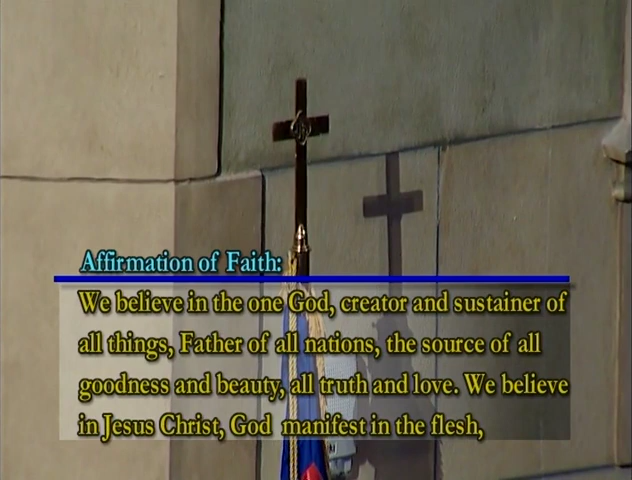 Affirmation of Faith:
We believe in the one God, creator and sustainer of
all things, Father of all nations, the source of all
goodness and beauty, all truth and love. We believe
in Jesus Christ, God manifest in the flesh,